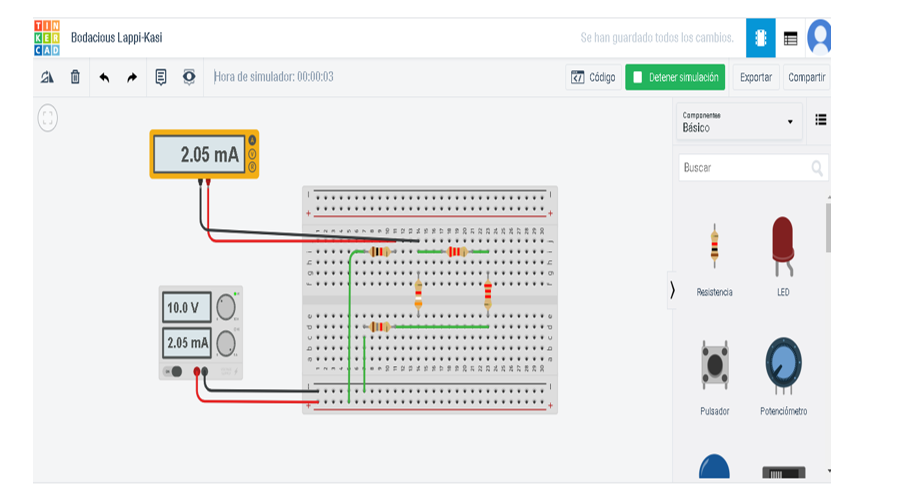 TIN
KER
CAD
Bodacious Lappi-Kasi
Se han guardado todos los cambios.
Hora de simulador: 00:00:03
Código
Detener simulación
Exportar
Compartir
Componentes
Básico
Buscar
2.05 mA
10.0 V
2.05 mA
Resistencia
LED
Pulsador
Potenciómetro